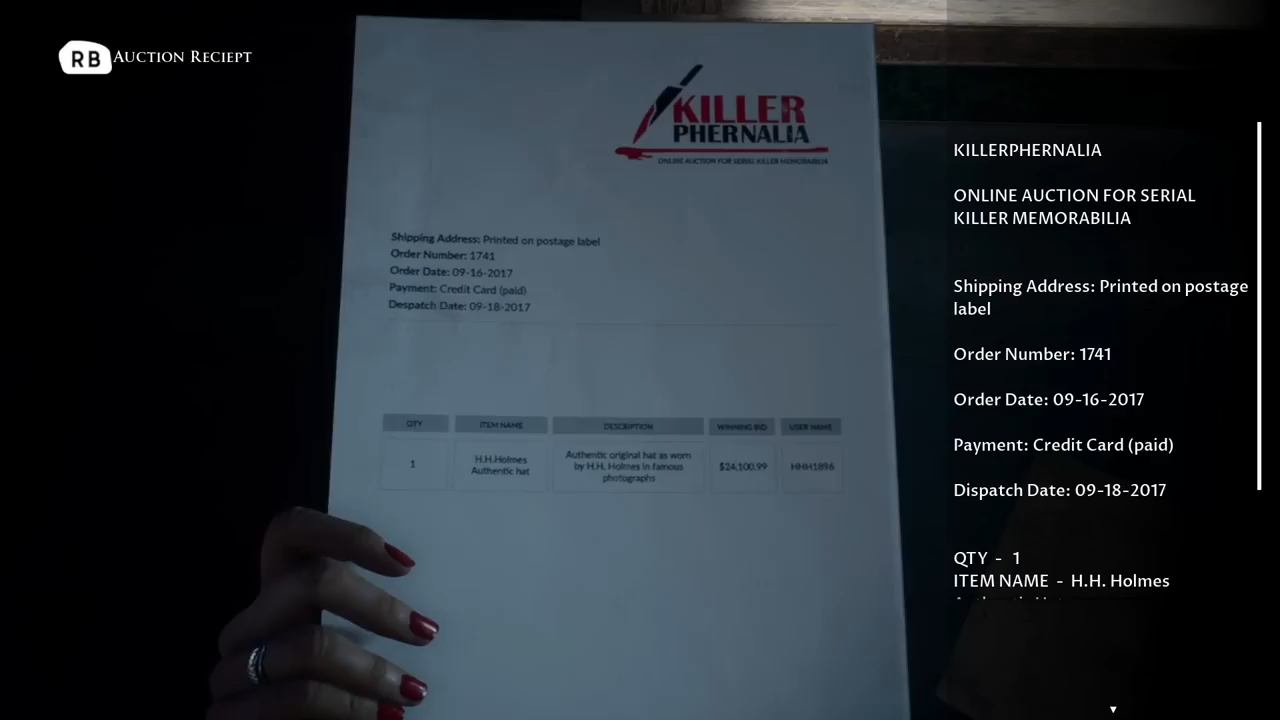 RB Auction Reciept
KILLER
PHERNALIA
ONLINE AUCTION FOR SERIAL KILLER MEMORABILIA
Shipping Address: Printed on postage label
Order Number: 1741
Order Date: 09-16-2017
Payment: Credit Card (paid)
Despatch Date: 09-18-2017
QTY ITEM NAME DESCRIPTION WINNING BID USER NAME
1 H.H.Holmes Authentic original hat as worn $24,100.99 HHH1896
Authentic hat by H.H. Holmes in famous
photographs
KILLERPHERNALIA
ONLINE AUCTION FOR SERIAL
KILLER MEMORABILIA
Shipping Address: Printed on postage
label
Order Number: 1741
Order Date: 09-16-2017
Payment: Credit Card (paid)
Dispatch Date: 09-18-2017
QTY - 1
ITEM NAME - H.H. Holmes